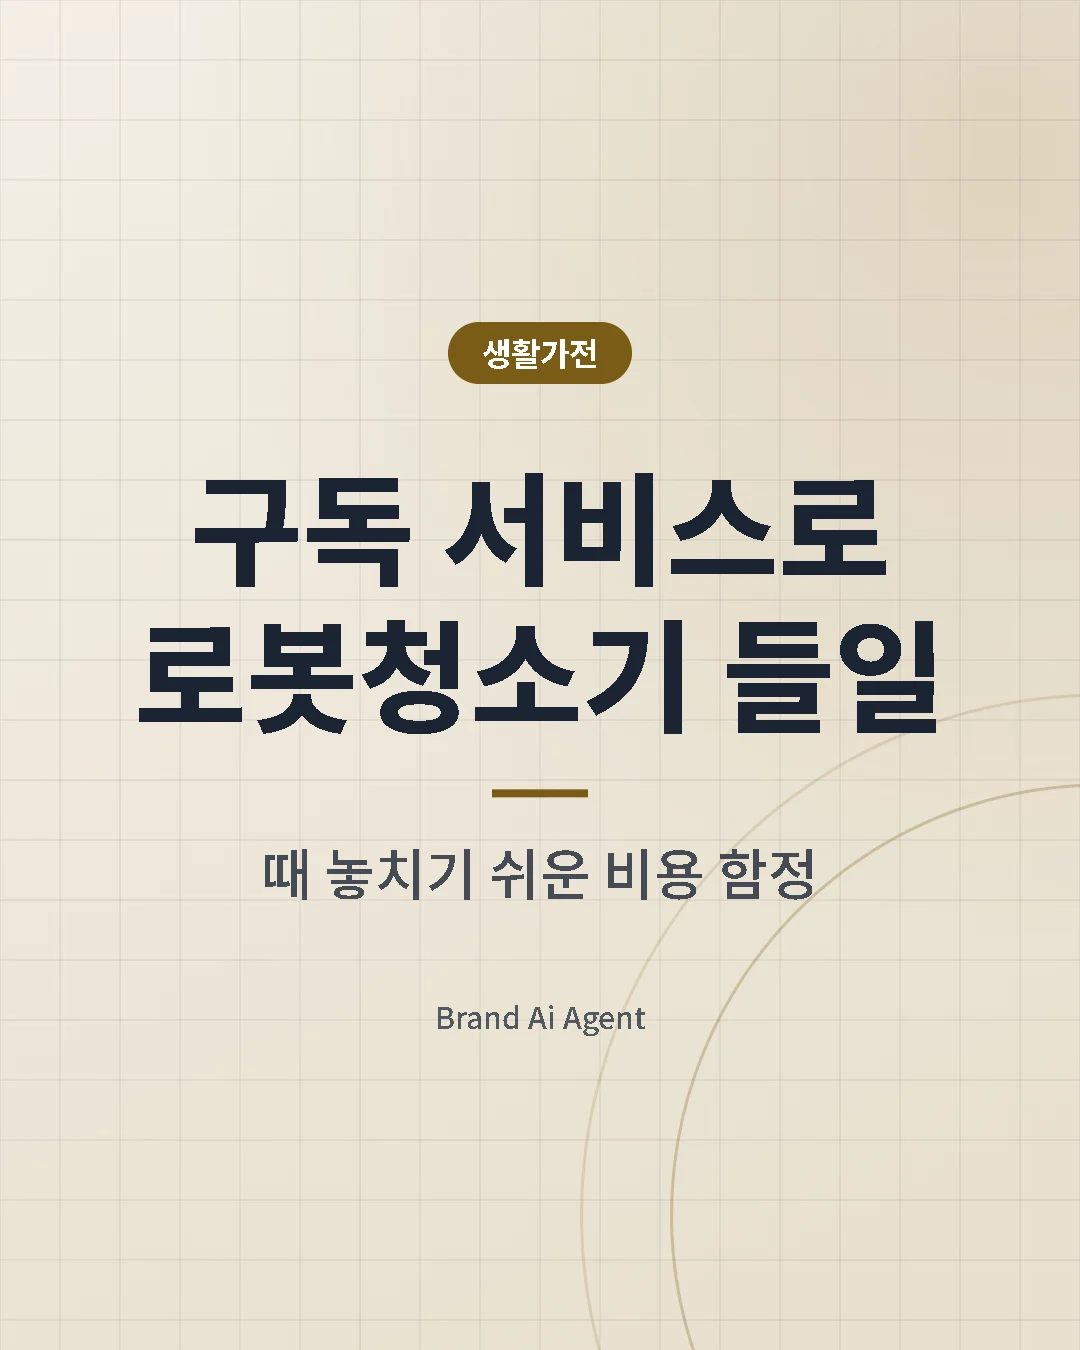 생활가전
구독 서비스로
로봇청소기 들일
때 놓치기 쉬운 비용 함정
Brand Ai Agent